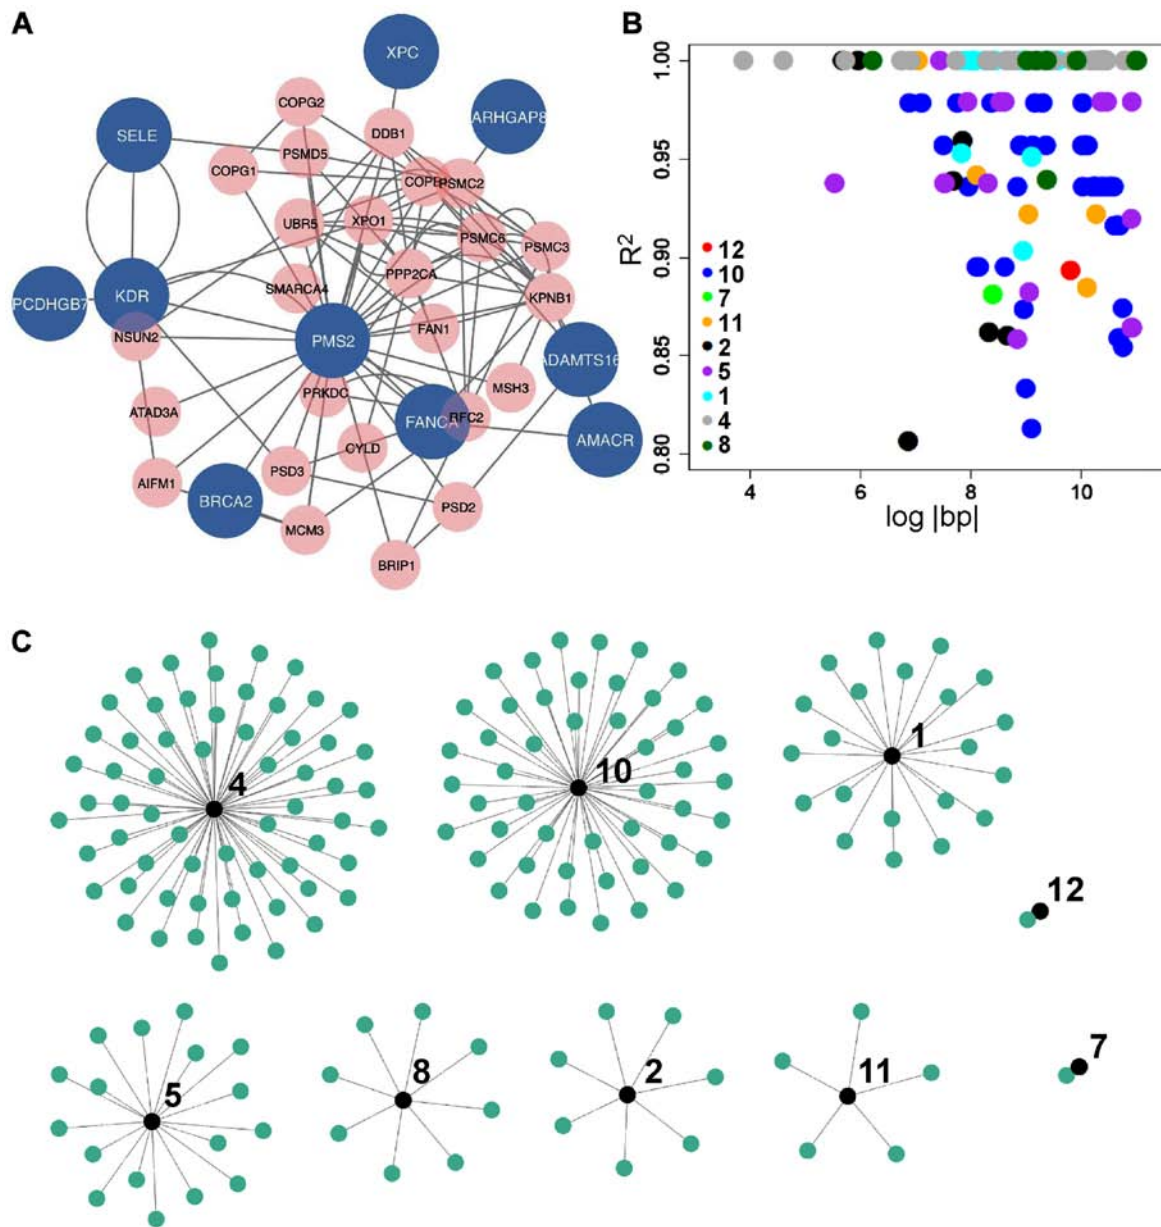 A
XPC
ARHGAP8
COPG2
SELE
DDB1
PSMD5
COPG1
PSMC2
UBR5
XPO1
PSMC6
PSMC3
PPP2CA
PCDHGB7
KDR
SMARCA4
KPNB1
NSUN2
PMS2
FAN1
ADAMTS16
PRKDC
MSH3
ATAD3A
FANCA
RFC2
AMACR
CYLD
PSD3
AIFM1
BRCA2
PSD2
MCM3
BRIP1
B
R2
1.00
0.95
0.90
0.85
0.80
12
10
7
11
2
5
1
4
8
4 6 8 10
log |bp|
C
4
10
1
12
5
8
2
11
7